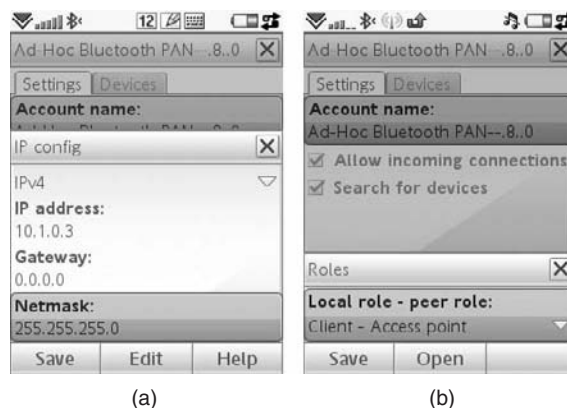 12
Ad-Hoc Bluetooth PAN--.8..0
Settings Devices
Account name:
IP config
IPv4
IP address:
10.1.0.3
Gateway:
0.0.0.0
Netmask:
255.255.255.0
Save Edit Help
(a)
Ad-Hoc Bluetooth PAN--.8..0
Settings Devices
Account name:
Ad-Hoc Bluetooth PAN--.8..0
Allow incoming connections
Search for devices
Roles
Local role - peer role:
Client - Access point
Save Open
(b)